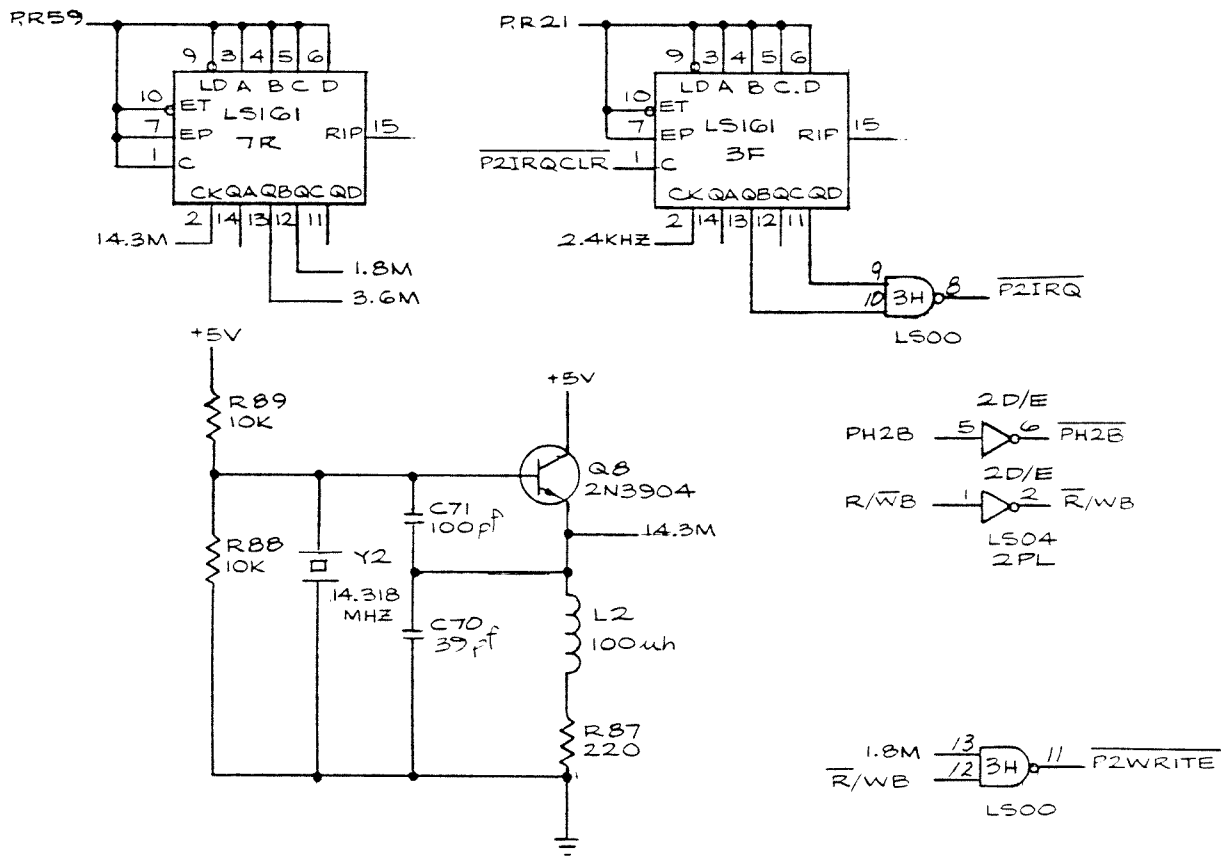 P.R59
9 3 4 5 6
LD A B C D
10 ET
LS161
7 EP
7R
RIP 15
1 C
CK QA QB QC QD
2 14 13 12 11
14.3M
1.8M
3.6M
P.R21
9 3 4 5 6
LD A B C.D
10 ET
LS161
7 EP
3F
RIP 15
P2IRQCLR 1 C
CK QA QB QC QD
2 14 13 12 11
2.4KHZ
9
10 3H 8 P2IRQ
LS00
+5V
R89
10K
R88
10K
Y2
14.318
MHZ
C71
100pf
C70
39pf
+5V
Q8
2N3904
14.3M
L2
100uh
R87
220
2D/E
PH2B 5 6 PH2B
2D/E
R/WB 1 2 R/WB
LS04
2PL
1.8M 13
R/WB 12 3H 11 P2WRITE
LS00